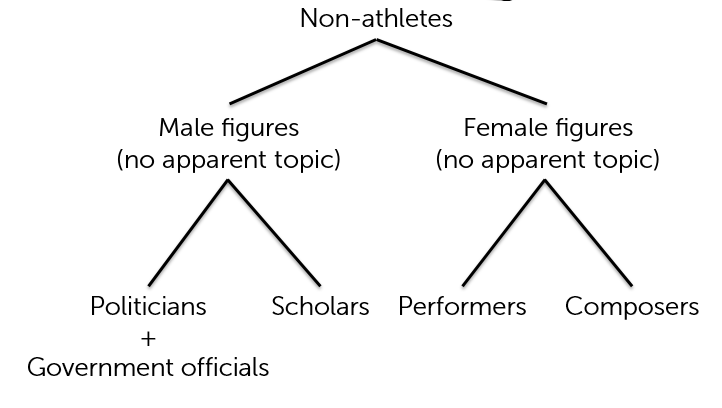 Non-athletes
Male figures
(no apparent topic)
Female figures
(no apparent topic)
Politicians
+
Government officials
Scholars
Performers
Composers